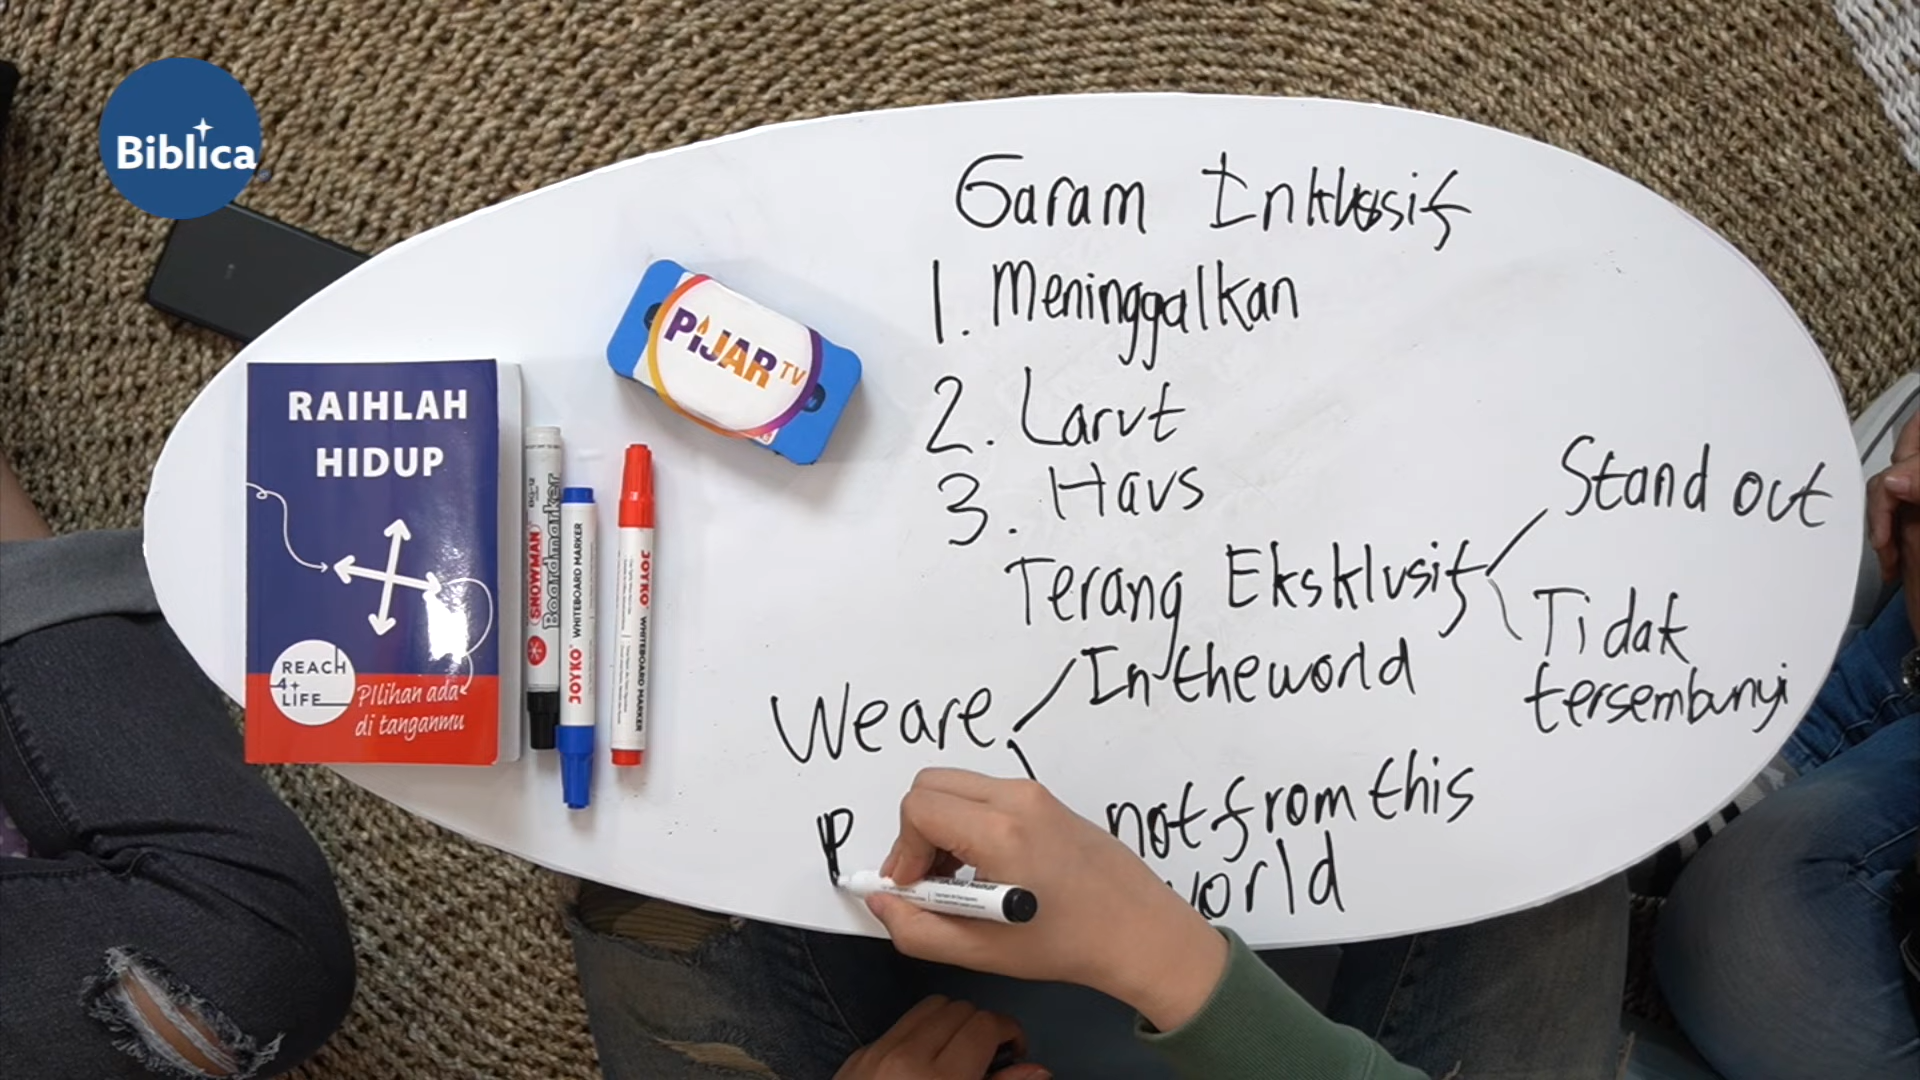 Biblica
RAIHLAH
HIDUP
REACH
4+
LIFE
Pilihan ada
di tanganmu
SNOWMAN
Boardmarker
BG-12
JOYKO
WHITEBOARD MARKER
JOYKO
WHITEBOARD MARKER
PIJAR TV
Garam Inklusif
1. Meninggalkan
2. Larut
3. Haus
Terang Eksklusif
Stand out
Tidak
tersembunyi
We are
In the world
not from this
world
P